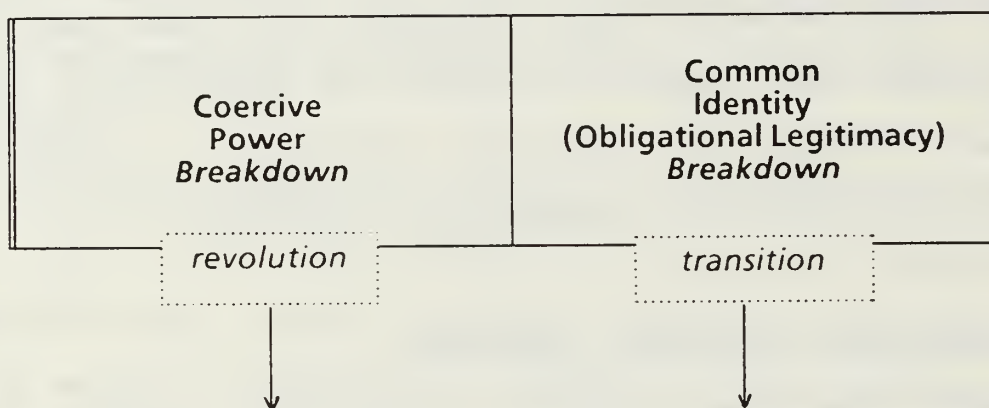 Coercive
Power
Breakdown
Common
Identity
(Obligational Legitimacy)
Breakdown
revolution
transition